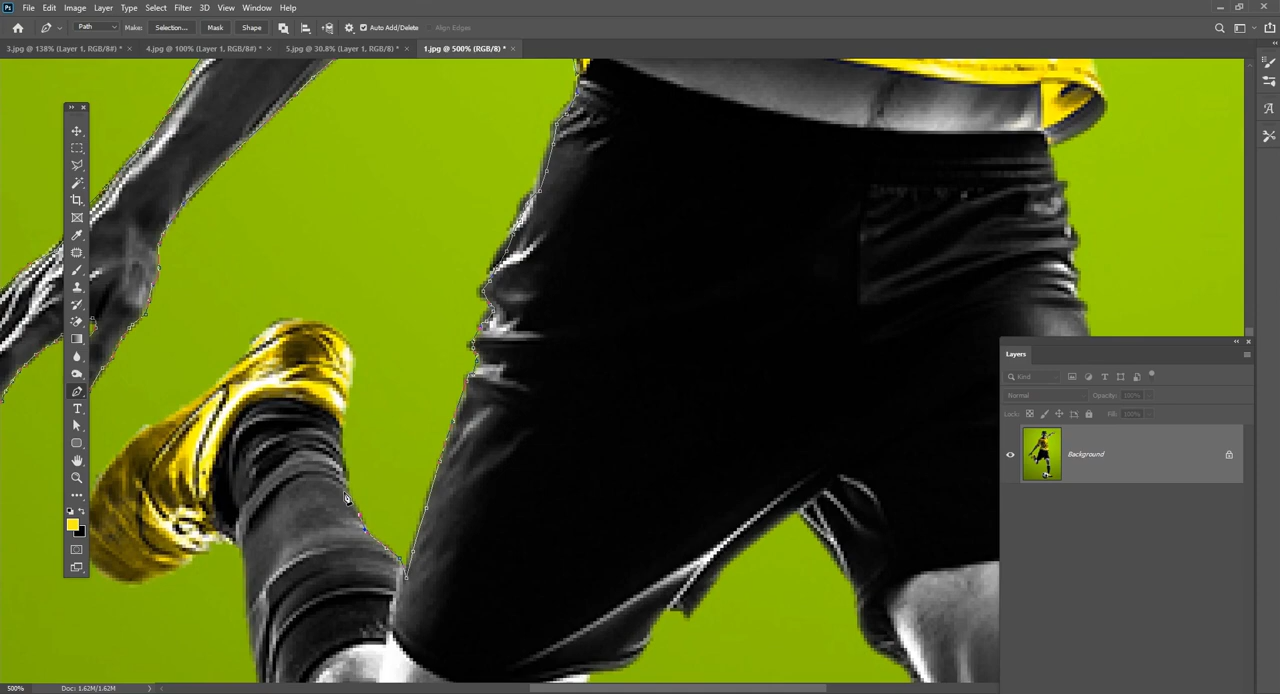 Ps File Edit Image Layer Type Select Filter 3D View Window Help
Path Make: Selection... Mask Shape Auto Add/Delete Align Edges
3.jpg @ 138% (Layer 1, RGB/8#) * × 4.jpg @ 100% (Layer 1, RGB/8#) * × 5.jpg @ 30.8% (Layer 1, RGB/8) * × 1.jpg @ 500% (RGB/8) * ×
Layers
Kind
Normal Opacity: 100%
Lock: Fill: 100%
Background
500% Doc: 1.62M/1.62M